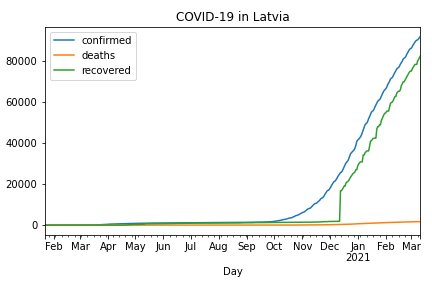 COVID-19 in Latvia
confirmed
deaths
recovered
80000
60000
40000
20000
0
Feb Mar Apr May Jun Jul Aug Sep Oct Nov Dec Jan Feb Mar
2021
Day